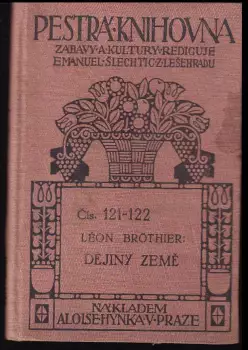 PESTRÁ·KNIHOVNA
ZÁBAVY·A·KULTURY·REDIGUJE
EMANUEL·ŠLECHTIC·Z·LEŠEHRADU
Čís. 121-122
LÉON BROTHIER:
DĚJINY ZEMĚ
NÁKLADEM
ALOISE·HYNKA·V·PRAZE